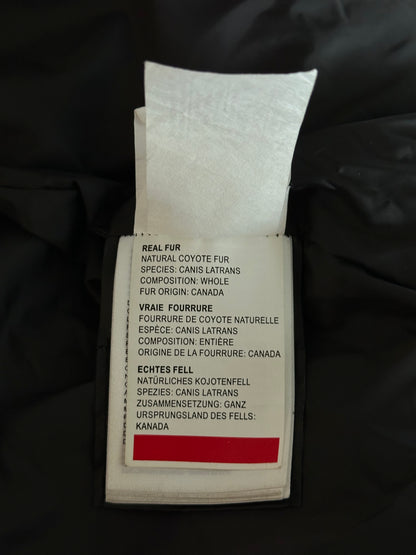 REAL FUR
NATURAL COYOTE FUR
SPECIES: CANIS LATRANS
COMPOSITION: WHOLE
FUR ORIGIN: CANADA
VRAIE FOURRURE
FOURRURE DE COYOTE NATURELLE
ESPÈCE: CANIS LATRANS
COMPOSITION: ENTIÈRE
ORIGINE DE LA FOURRURE: CANADA
ECHTES FELL
NATÜRLICHES KOJOTENFELL
SPEZIES: CANIS LATRANS
ZUSAMMENSETZUNG: GANZ
URSPRUNGSLAND DES FELLS:
KANADA